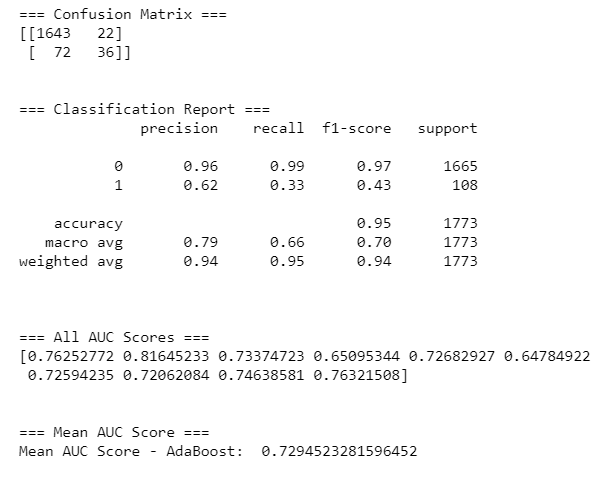 === Confusion Matrix ===
[[1643   22]
 [  72   36]]
=== Classification Report ===
              precision    recall  f1-score   support
           0       0.96      0.99      0.97      1665
           1       0.62      0.33      0.43       108
    accuracy                           0.95      1773
   macro avg       0.79      0.66      0.70      1773
weighted avg       0.94      0.95      0.94      1773
=== All AUC Scores ===
[0.76252772 0.81645233 0.73374723 0.65095344 0.72682927 0.64784922
 0.72594235 0.72062084 0.74638581 0.76321508]
=== Mean AUC Score ===
Mean AUC Score - AdaBoost:  0.7294523281596452